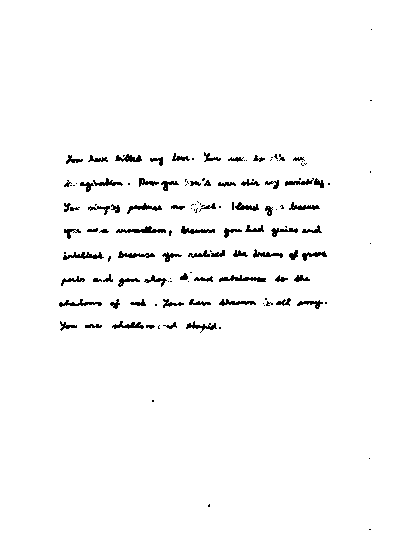 You have killed my love. You used to stir my
imagination. Now you don't even stir my curiosity.
You simply produce no effect. I loved you because
you were marvellous, because you had genius and
intellect, because you realized the dreams of great
poets and gave shape and substance to the
shadows of art. You have thrown it all away.
You are shallow and stupid.